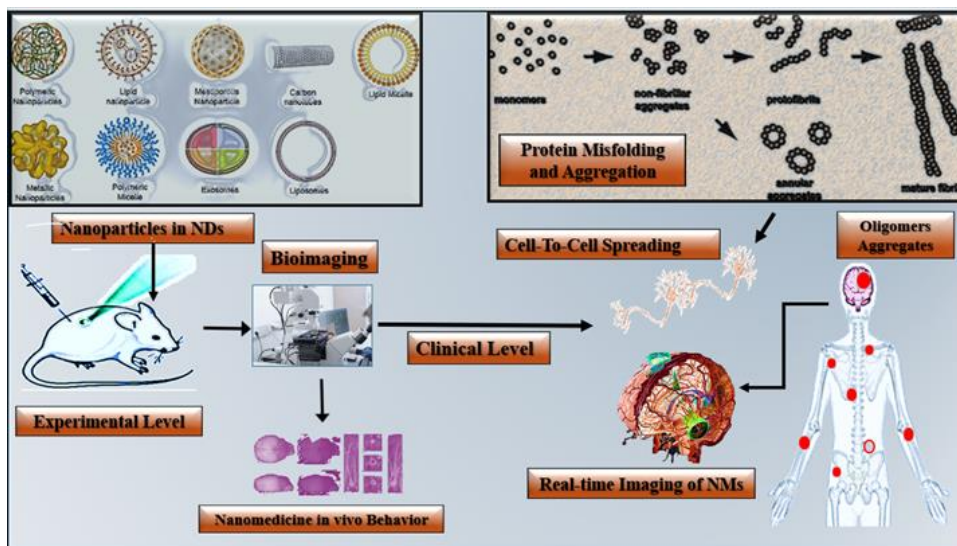 Polymeric
Nanoparticles
Lipid
nanoparticle
Mesoporous
Nanoparticle
Carbon
nanotubes
Lipid Micelle
Metallic
Nanoparticles
Polymeric
Micelle
Exosomes
Liposomes
monomers
non-fibrillar
aggregates
protofibrils
annular
aggregates
mature fibri
Protein Misfolding
and Aggregation
Nanoparticles in NDs
Bioimaging
Cell-To-Cell Spreading
Oligomers
Aggregates
Clinical Level
Experimental Level
Real-time Imaging of NMs
Nanomedicine in vivo Behavior